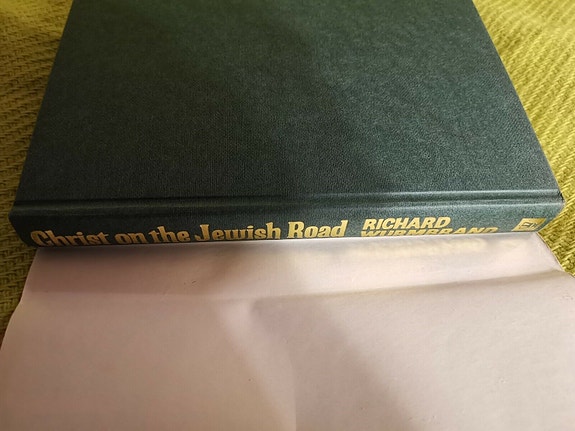 Christ on the Jewish Road
RICHARD
WURMBRAND